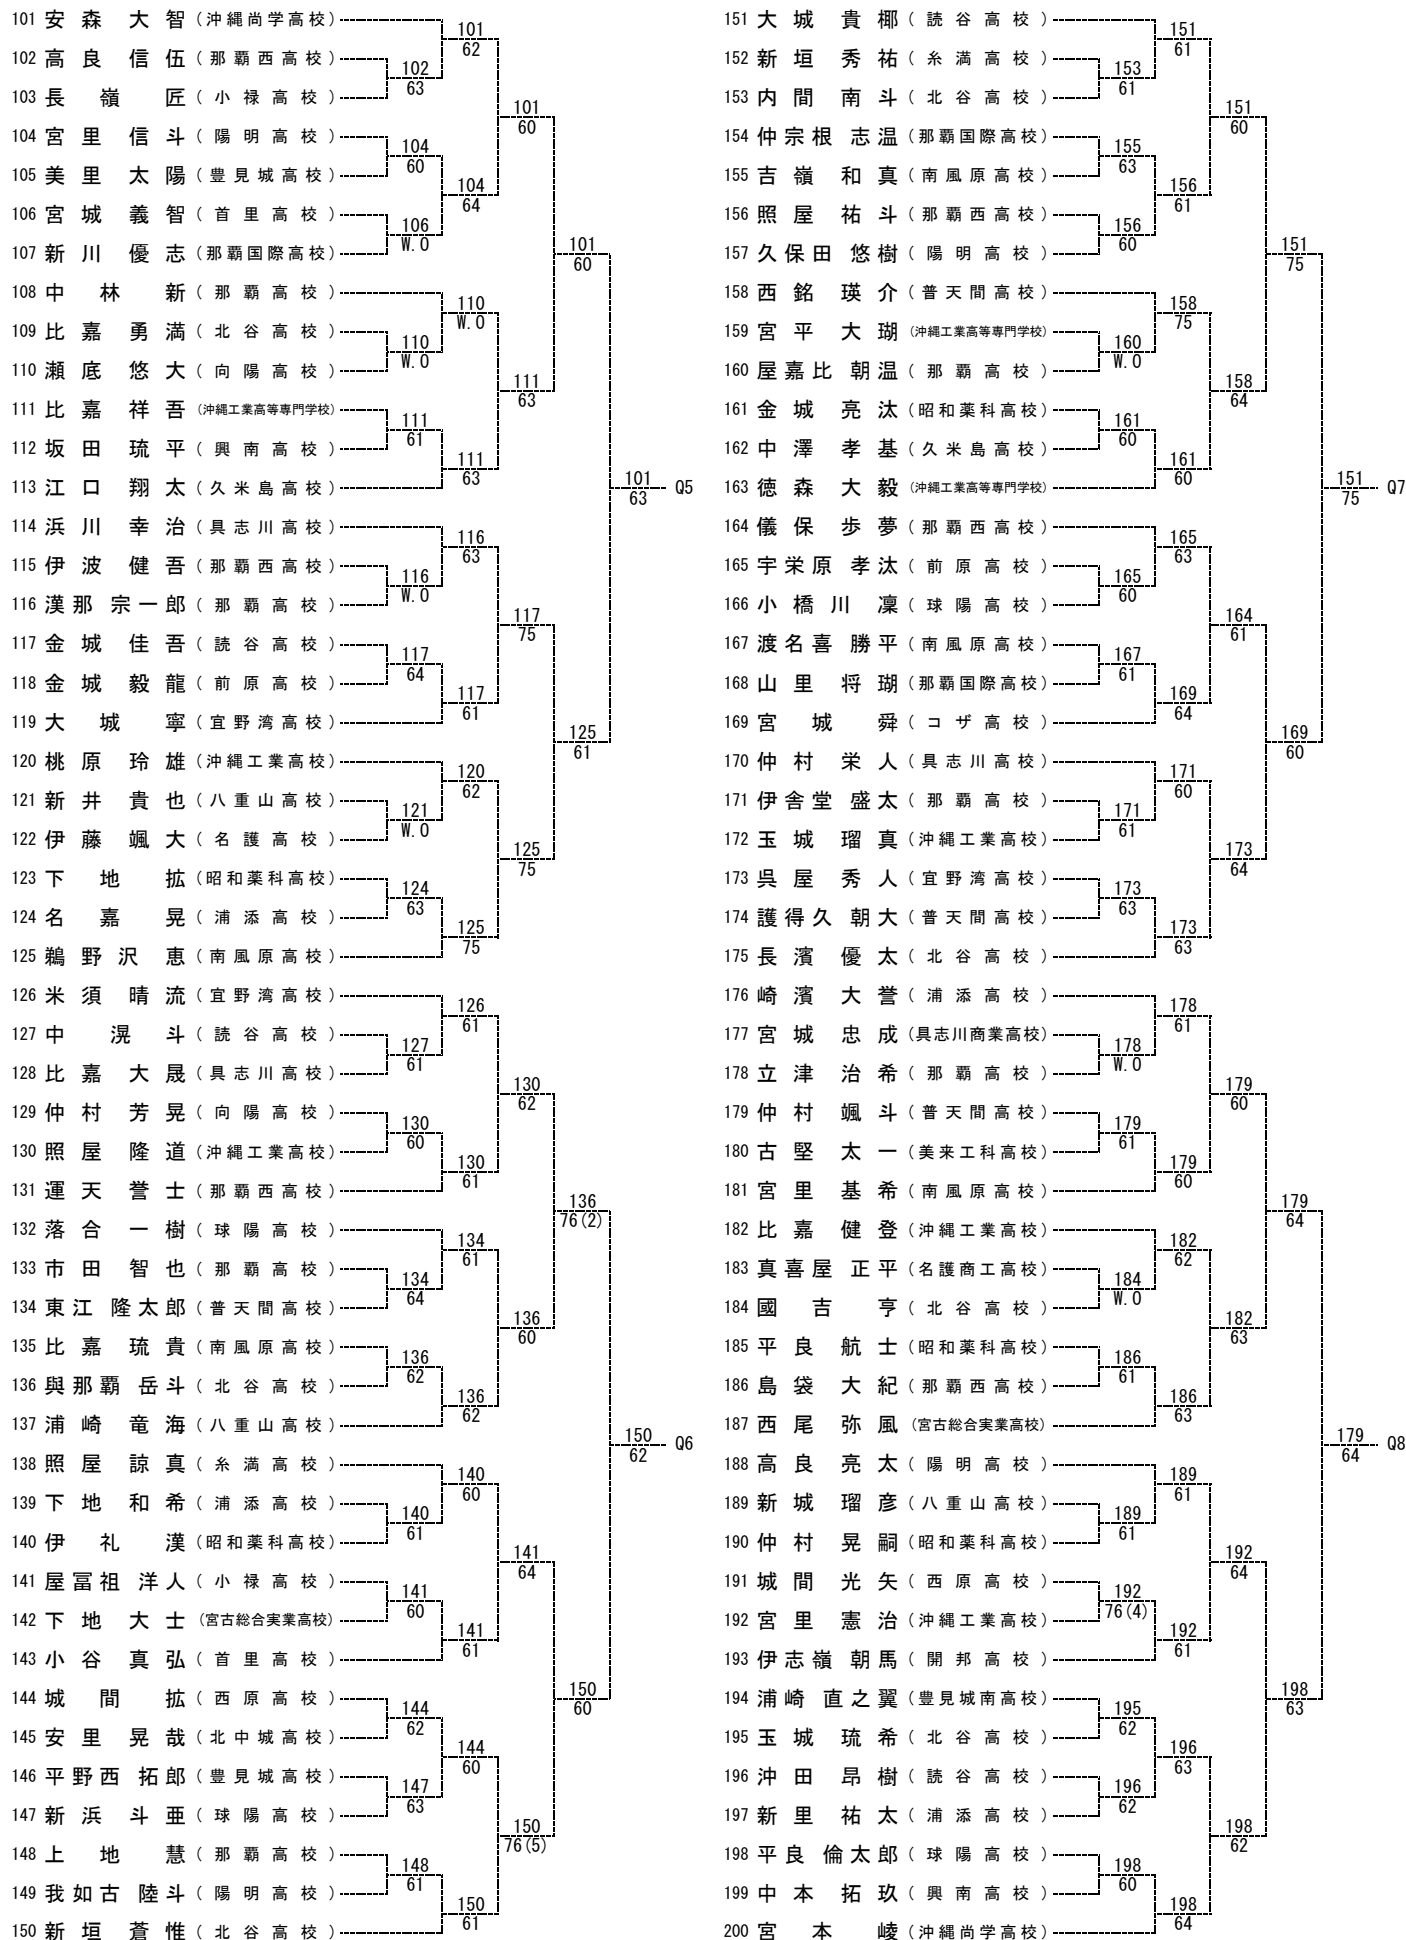 101 安森 大智 (沖縄尚学高校)
102 高良 信伍 (那覇西高校)
103 長嶺 匠 (小禄高校)
104 宮里 信斗 (陽明高校)
105 美里 太陽 (豊見城高校)
106 宮城 義智 (首里高校)
107 新川 優志 (那覇国際高校)
108 中林 新 (那覇高校)
109 比嘉 勇満 (北谷高校)
110 瀬底 悠大 (向陽高校)
111 比嘉 祥吾 (沖縄工業高等専門学校)
112 坂田 琉平 (興南高校)
113 江口 翔太 (久米島高校)
114 浜川 幸治 (具志川高校)
115 伊波 健吾 (那覇西高校)
116 漢那 宗一郎 (那覇高校)
117 金城 佳吾 (読谷高校)
118 金城 毅龍 (前原高校)
119 大城 寧 (宜野湾高校)
120 桃原 玲雄 (沖縄工業高校)
121 新井 貴也 (八重山高校)
122 伊藤 颯大 (名護高校)
123 下地 拡 (昭和薬科高校)
124 名嘉 晃 (浦添高校)
125 鵜野沢 恵 (南風原高校)
126 米須 晴流 (宜野湾高校)
127 中 滉斗 (読谷高校)
128 比嘉 大晟 (具志川高校)
129 仲村 芳晃 (向陽高校)
130 照屋 隆道 (沖縄工業高校)
131 運天 誉士 (那覇西高校)
132 落合 一樹 (球陽高校)
133 市田 智也 (那覇高校)
134 東江 隆太郎 (普天間高校)
135 比嘉 琉貴 (南風原高校)
136 與那覇 岳斗 (北谷高校)
137 浦崎 竜海 (八重山高校)
138 照屋 諒真 (糸満高校)
139 下地 和希 (浦添高校)
140 伊礼 漢 (昭和薬科高校)
141 屋冨祖 洋人 (小禄高校)
142 下地 大士 (宮古総合実業高校)
143 小谷 真弘 (首里高校)
144 城間 拡 (西原高校)
145 安里 晃哉 (北中城高校)
146 平野西 拓郎 (豊見城高校)
147 新浜 斗亜 (球陽高校)
148 上地 慧 (那覇高校)
149 我如古 陸斗 (陽明高校)
150 新垣 蒼惟 (北谷高校)
102 63
104 60
106 W.O
110 W.O
111 61
116 W.O
117 64
121 W.O
124 63
127 61
130 60
134 64
136 62
140 61
141 60
144 62
147 63
148 61
101 62
104 64
110 W.O
111 63
116 63
117 61
120 62
125 75
126 61
130 61
134 61
136 62
140 60
141 61
144 60
150 61
101 60
111 63
117 75
125 75
130 62
136 60
141 64
150 76(5)
101 60
125 61
136 76(2)
150 60
101 63 Q5
150 62 Q6
151 大城 貴椰 (読谷高校)
152 新垣 秀祐 (糸満高校)
153 内間 南斗 (北谷高校)
154 仲宗根 志温 (那覇国際高校)
155 吉嶺 和真 (南風原高校)
156 照屋 祐斗 (那覇西高校)
157 久保田 悠樹 (陽明高校)
158 西銘 瑛介 (普天間高校)
159 宮平 大瑚 (沖縄工業高等専門学校)
160 屋嘉比 朝温 (那覇高校)
161 金城 亮汰 (昭和薬科高校)
162 中澤 孝基 (久米島高校)
163 徳森 大毅 (沖縄工業高等専門学校)
164 儀保 歩夢 (那覇西高校)
165 宇栄原 孝汰 (前原高校)
166 小橋川 凜 (球陽高校)
167 渡名喜 勝平 (南風原高校)
168 山里 将瑚 (那覇国際高校)
169 宮城 舜 (コザ高校)
170 仲村 栄人 (具志川高校)
171 伊舎堂 盛太 (那覇高校)
172 玉城 瑠真 (沖縄工業高校)
173 呉屋 秀人 (宜野湾高校)
174 護得久 朝大 (普天間高校)
175 長濱 優太 (北谷高校)
176 崎濱 大誉 (浦添高校)
177 宮城 忠成 (具志川商業高校)
178 立津 治希 (那覇高校)
179 仲村 颯斗 (普天間高校)
180 古堅 太一 (美来工科高校)
181 宮里 基希 (南風原高校)
182 比嘉 健登 (沖縄工業高校)
183 真喜屋 正平 (名護商工高校)
184 國吉 亨 (北谷高校)
185 平良 航士 (昭和薬科高校)
186 島袋 大紀 (那覇西高校)
187 西尾 弥風 (宮古総合実業高校)
188 高良 亮太 (陽明高校)
189 新城 瑠彦 (八重山高校)
190 仲村 晃嗣 (昭和薬科高校)
191 城間 光矢 (西原高校)
192 宮里 憲治 (沖縄工業高校)
193 伊志嶺 朝馬 (開邦高校)
194 浦崎 直之翼 (豊見城南高校)
195 玉城 琉希 (北谷高校)
196 沖田 昂樹 (読谷高校)
197 新里 祐太 (浦添高校)
198 平良 倫太郎 (球陽高校)
199 中本 拓玖 (興南高校)
200 宮本 崚 (沖縄尚学高校)
153 61
155 63
156 60
160 W.O
161 60
165 60
167 61
171 61
173 63
178 W.O
179 61
184 W.O
186 61
189 61
192 76(4)
195 62
196 62
198 60
151 61
156 61
158 75
161 60
165 63
169 64
171 60
173 63
178 61
179 60
182 62
186 63
189 61
192 61
196 63
198 64
151 60
158 64
164 61
173 64
179 60
182 63
192 64
198 62
151 75
169 60
179 64
198 63
151 75 Q7
179 64 Q8